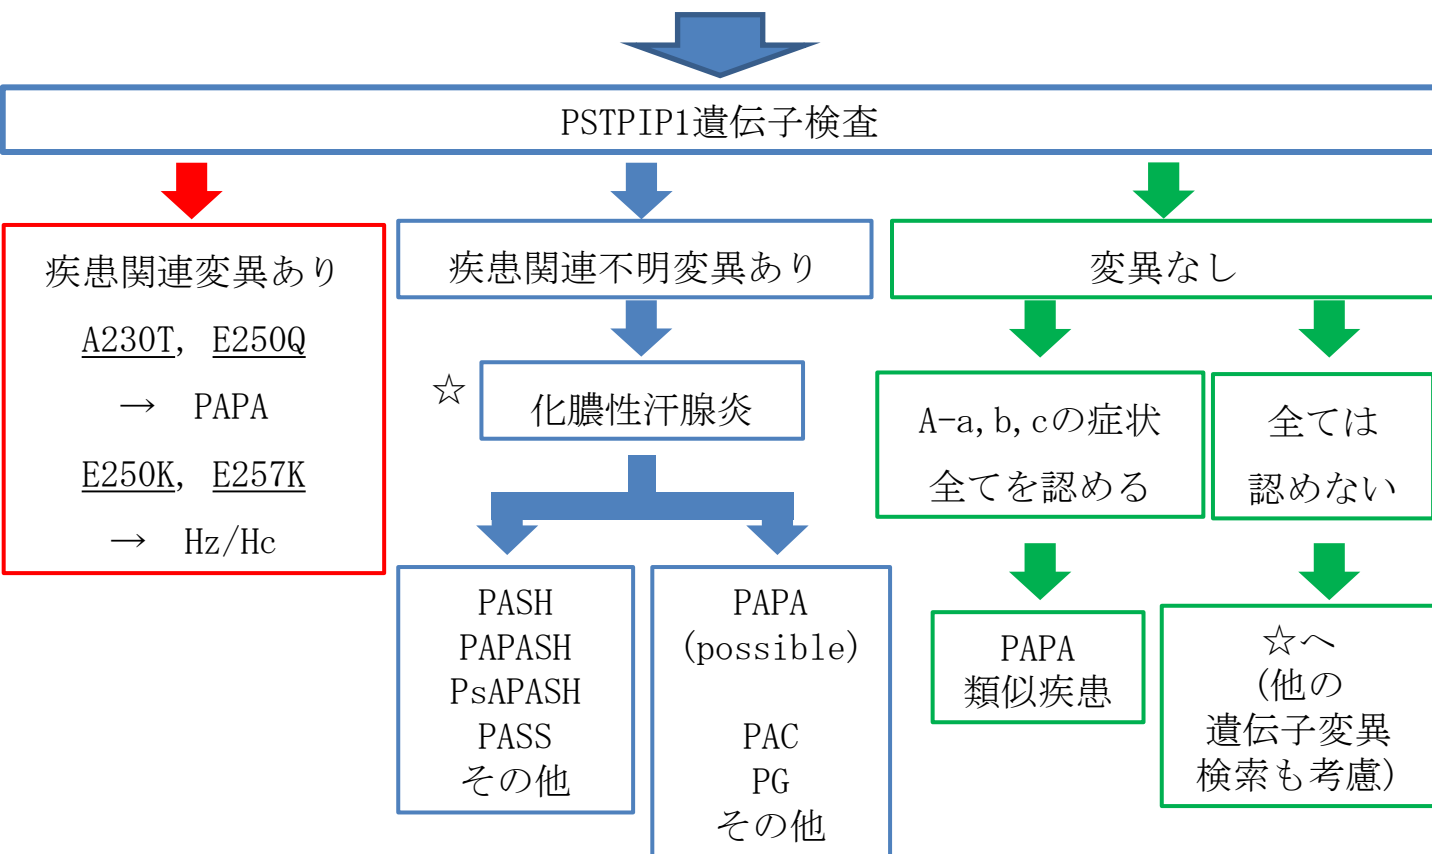 PSTPIP1遺伝子検査
疾患関連変異あり
A230T, E250Q
→ PAPA
E250K, E257K
→ Hz/Hc
疾患関連不明変異あり
☆
化膿性汗腺炎
PASH
PAPASH
PsAPASH
PASS
その他
PAPA
(possible)
PAC
PG
その他
変異なし
A-a,b,cの症状
全てを認める
PAPA
類似疾患
全ては
認めない
☆へ
(他の
遺伝子変異
検索も考慮)